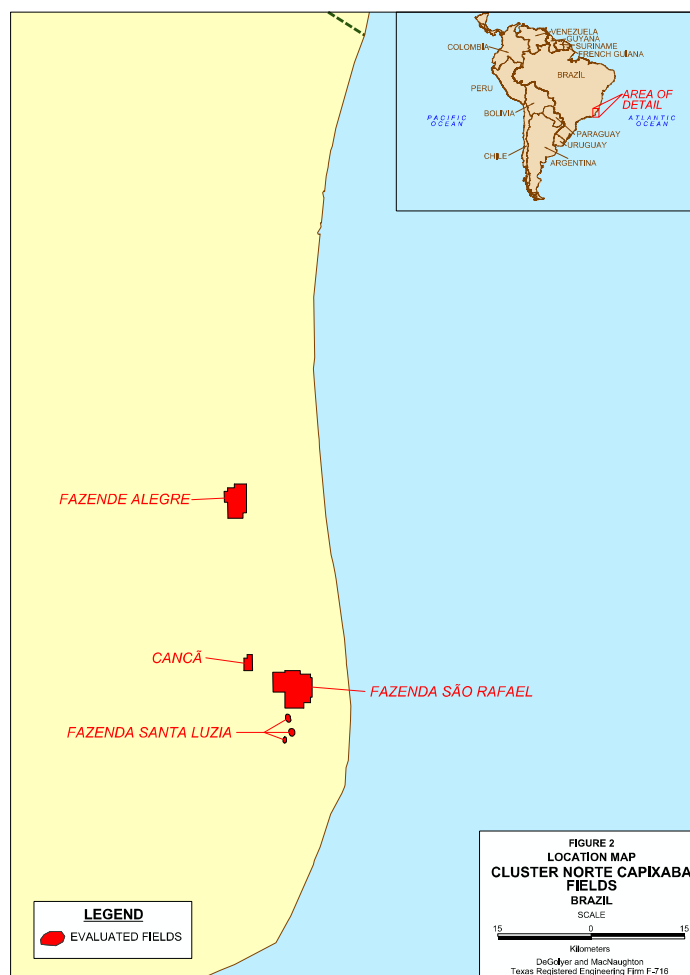 VENEZUELA
GUYANA
COLOMBIA
SURINAME
FRENCH GUIANA
BRAZIL
PERU
AREA OF
DETAIL
BOLIVIA
PACIFIC
OCEAN
ATLANTIC
OCEAN
PARAGUAY
URUGUAY
CHILE
ARGENTINA
FAZENDE ALEGRE
CANCÃ
FAZENDA SÃO RAFAEL
FAZENDA SANTA LUZIA
LEGEND
EVALUATED FIELDS
FIGURE 2
LOCATION MAP
CLUSTER NORTE CAPIXABA
FIELDS
BRAZIL
SCALE
15 0 15
Kilometers
DeGolyer and MacNaughton
Texas Registered Engineering Firm F-716